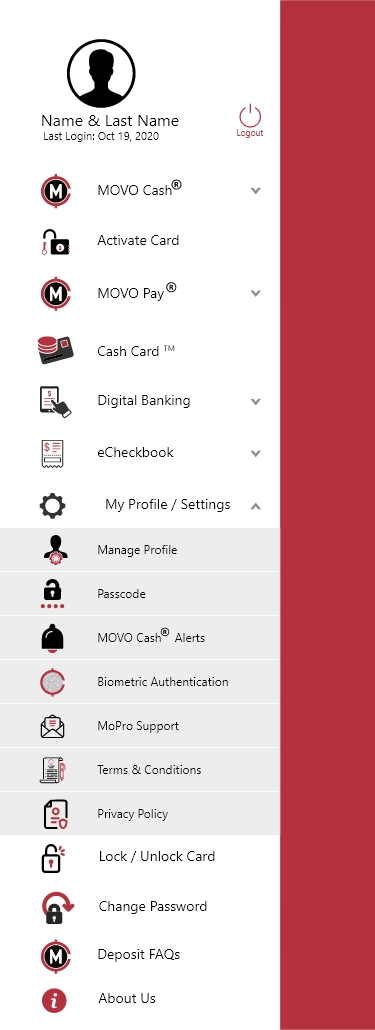 Name & Last Name
Last Login: Oct 19, 2020
Logout
MOVO Cash®
Activate Card
MOVO Pay®
Cash Card ™
Digital Banking
eCheckbook
My Profile / Settings
Manage Profile
Passcode
MOVO Cash® Alerts
Biometric Authentication
MoPro Support
Terms & Conditions
Privacy Policy
Lock / Unlock Card
Change Password
Deposit FAQs
About Us